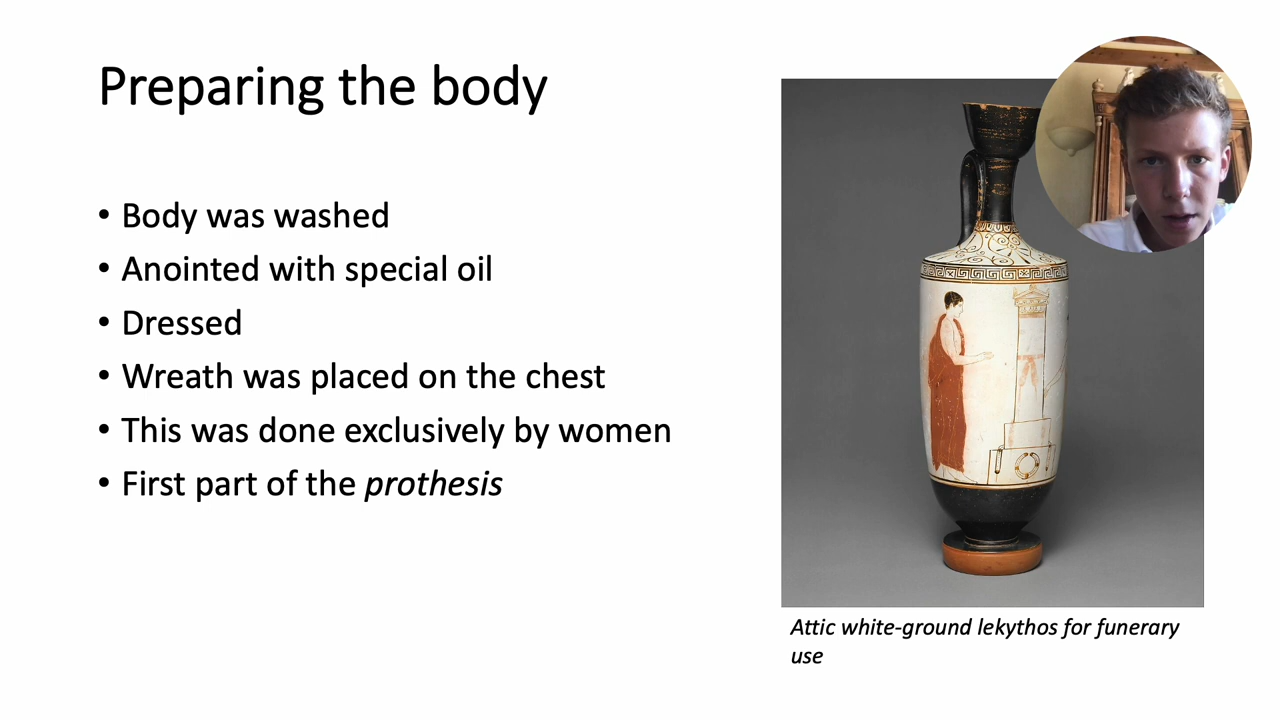 Preparing the body
• Body was washed
• Anointed with special oil
• Dressed
• Wreath was placed on the chest
• This was done exclusively by women
• First part of the prothesis
Attic white-ground lekythos for funerary
use